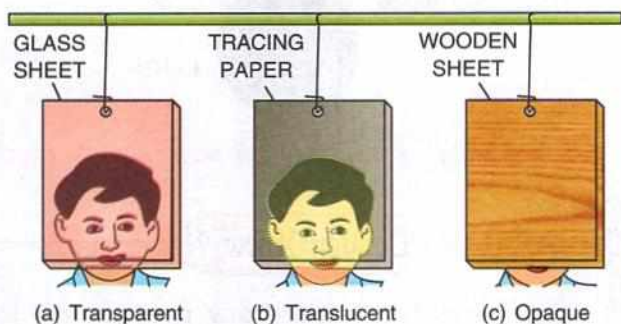 GLASS
SHEET
TRACING
PAPER
WOODEN
SHEET
(a) Transparent
(b) Translucent
(c) Opaque